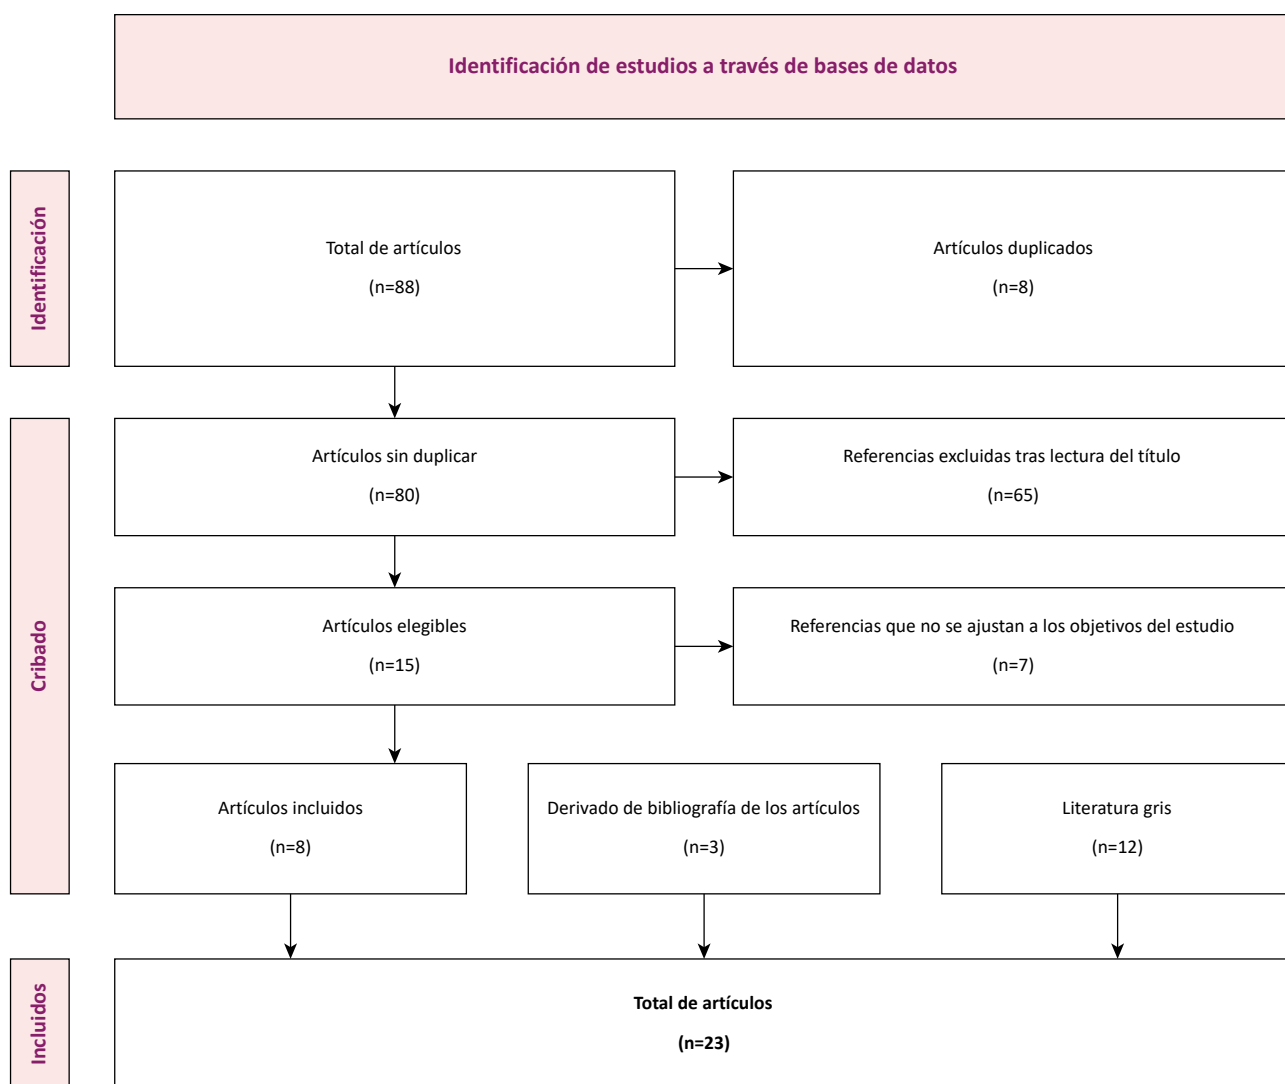 Identificación de estudios a través de bases de datos
Identificación
Total de artículos
(n=88)
Artículos duplicados
(n=8)
Cribado
Artículos sin duplicar
(n=80)
Referencias excluidas tras lectura del título
(n=65)
Artículos elegibles
(n=15)
Referencias que no se ajustan a los objetivos del estudio
(n=7)
Artículos incluidos
(n=8)
Derivado de bibliografía de los artículos
(n=3)
Literatura gris
(n=12)
Incluidos
Total de artículos
(n=23)